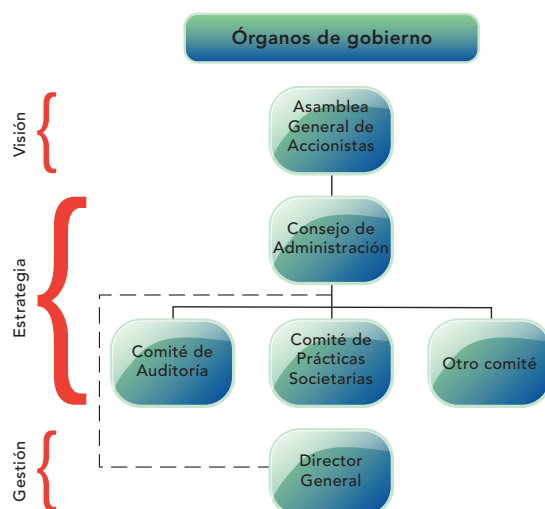 Órganos de gobierno
Visión
Asamblea
General de
Accionistas
Estrategia
Consejo de
Administración
Comité de
Auditoría
Comité de
Prácticas
Societarias
Otro comité
Gestión
Director
General